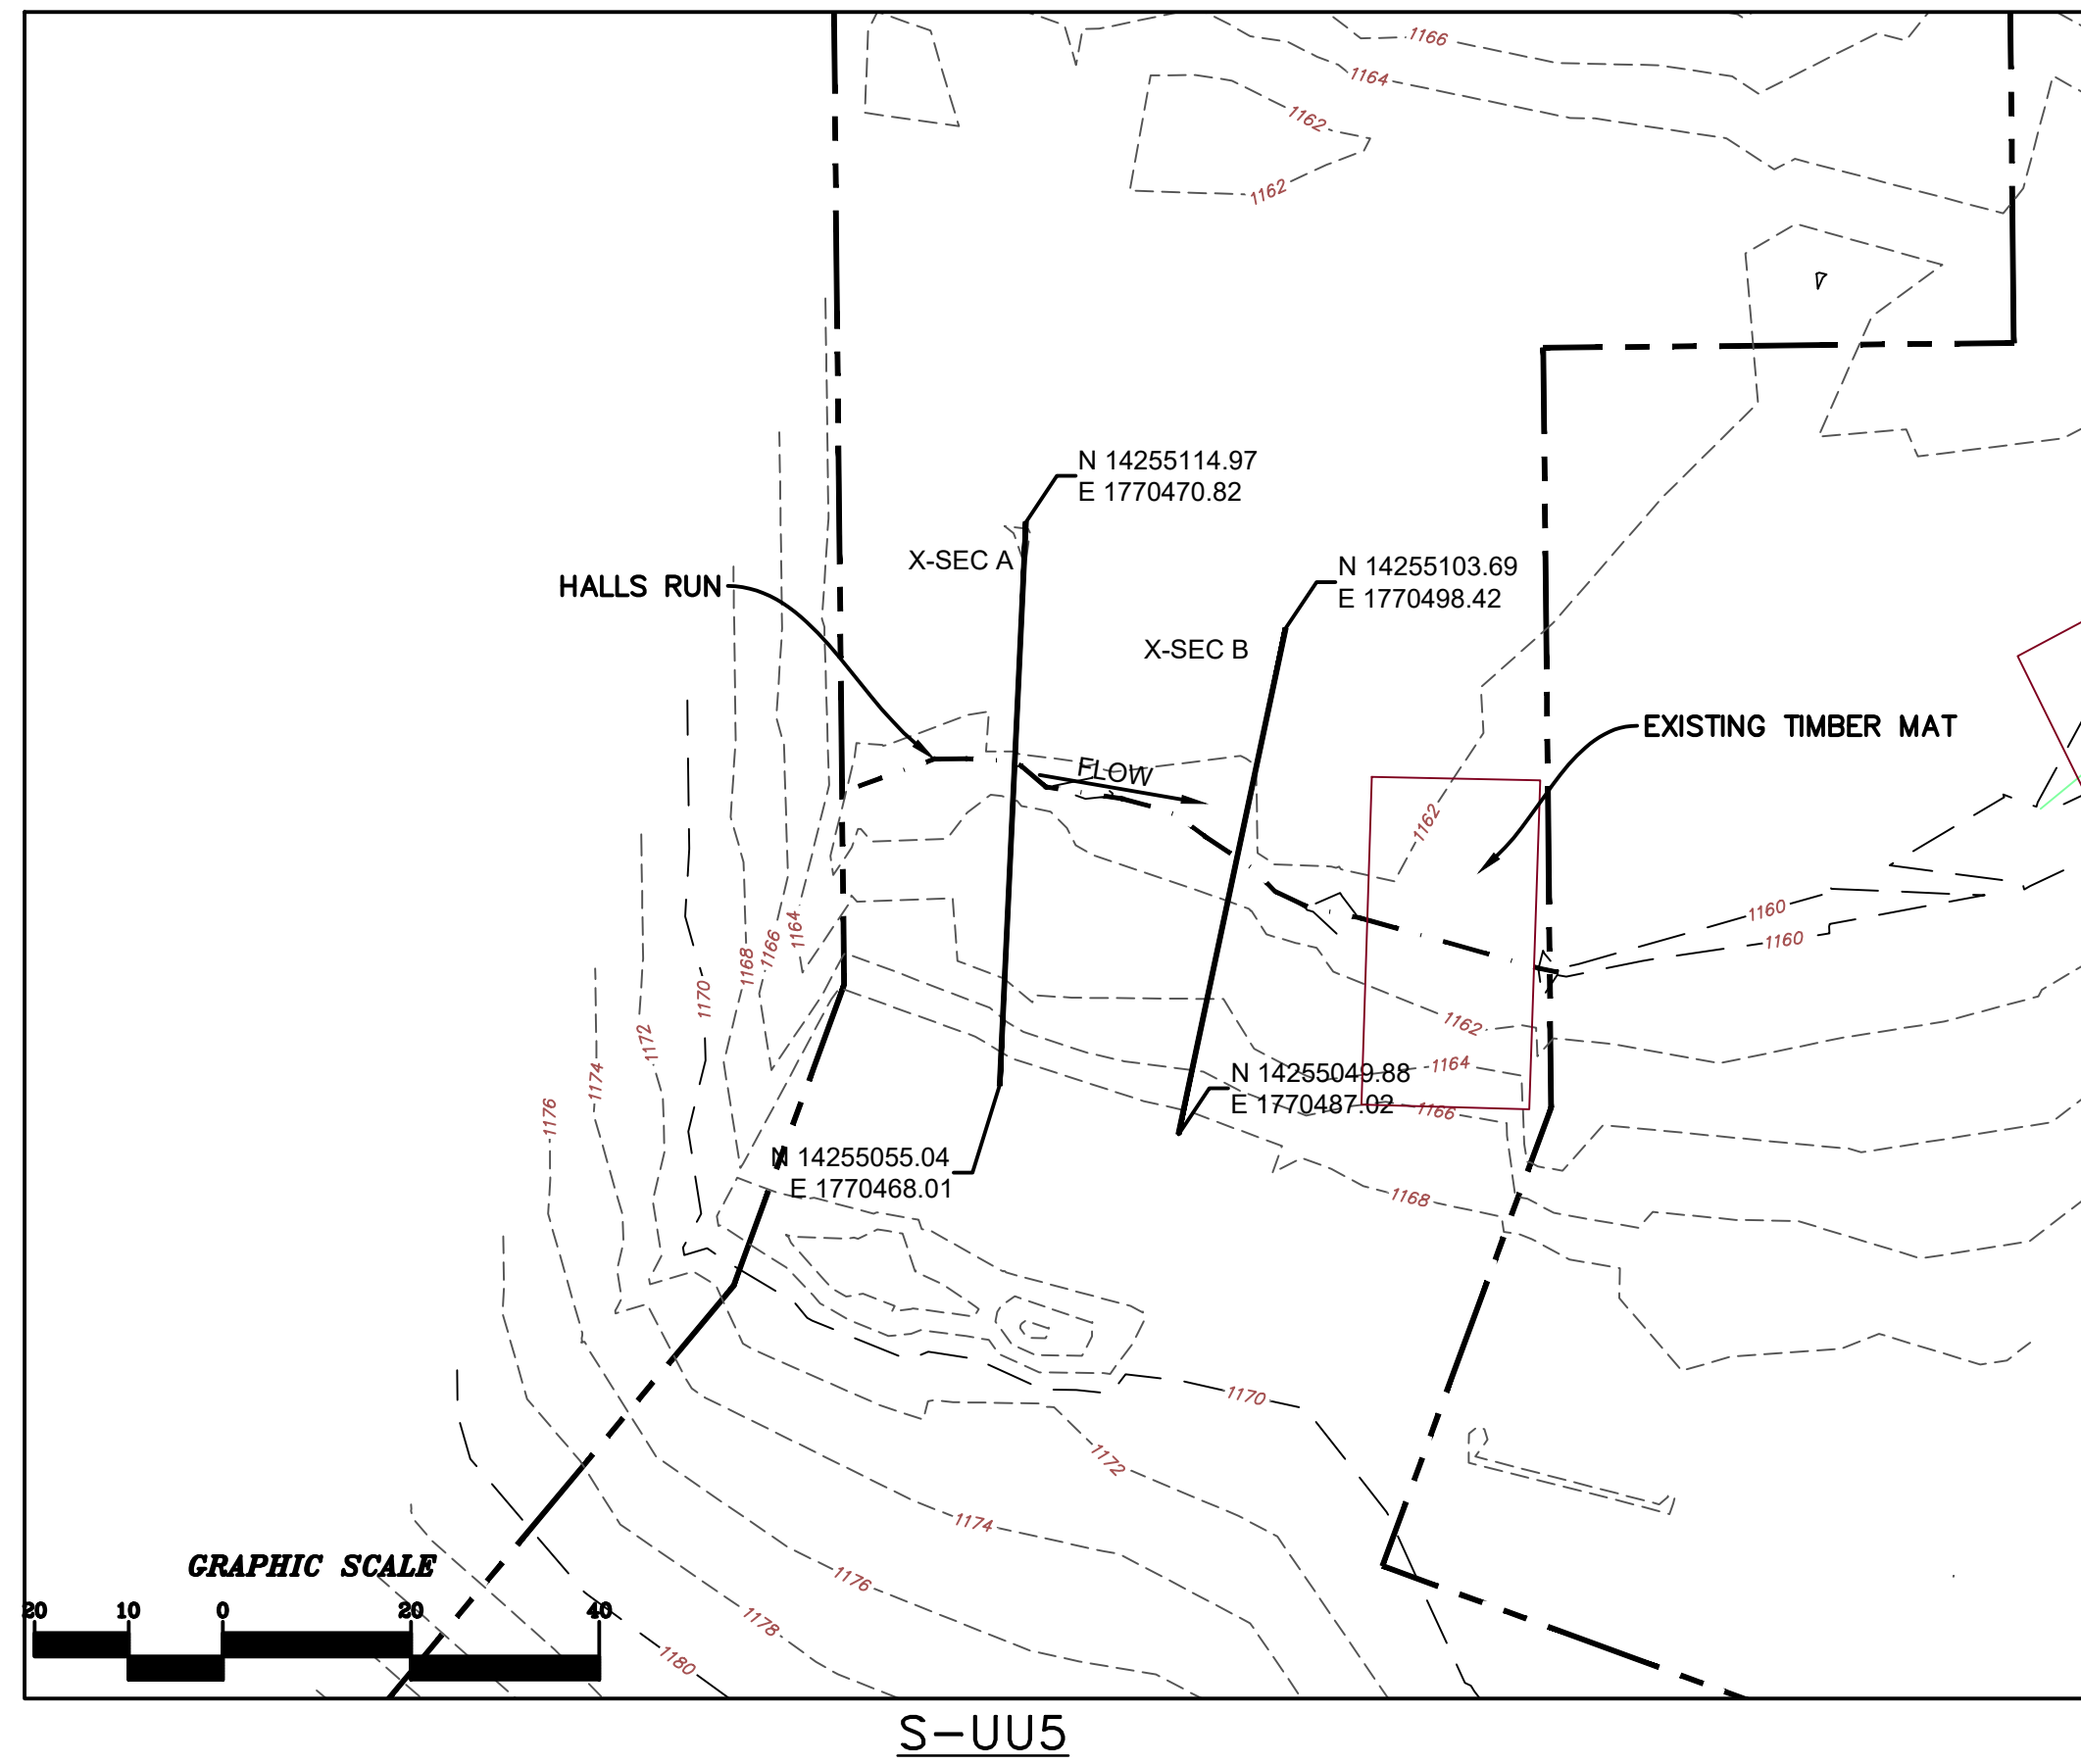 1166
1164
1162
1162
N 14255114.97
E 1770470.82
X-SEC A
HALLS RUN
N 14255103.69
E 1770498.42
X-SEC B
EXISTING TIMBER MAT
FLOW
1162
1160
1160
1164
1166
1168
1170
1172
1174
1176
1162
1164
1166
N 14255049.88
E 1770487.02
N 14255055.04
E 1770468.01
1168
1170
1172
1174
1176
1178
1180
GRAPHIC SCALE
20 10 0 20 40
S-UU5